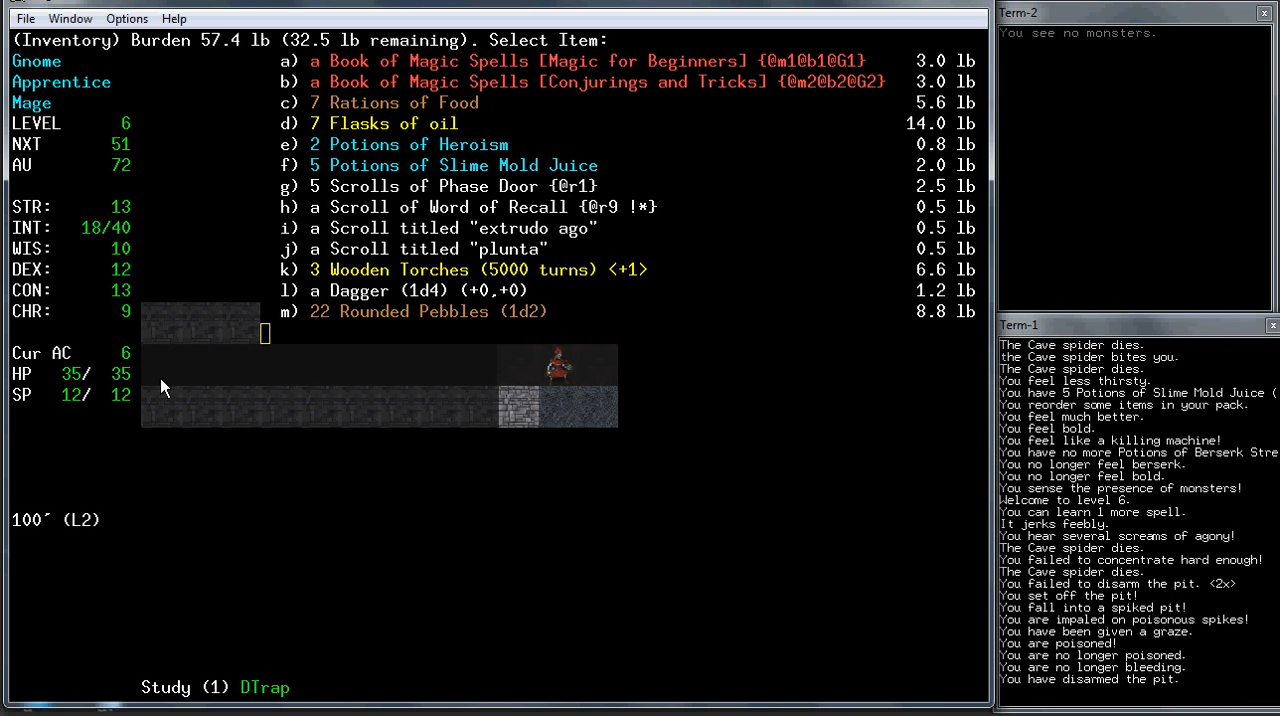 File Window Options Help
(Inventory) Burden 57.4 lb (32.5 lb remaining). Select Item:
Gnome
Apprentice
Mage
LEVEL 6
NXT 51
AU 72
STR: 13
INT: 18/40
WIS: 10
DEX: 12
CON: 13
CHR: 9
Cur AC 6
HP 35/ 35
SP 12/ 12
100´ (L2)
a) a Book of Magic Spells [Magic for Beginners] {@m1@b1@G1} 3.0 lb
b) a Book of Magic Spells [Conjurings and Tricks] {@m2@b2@G2} 3.0 lb
c) 7 Rations of Food 5.6 lb
d) 7 Flasks of oil 14.0 lb
e) 2 Potions of Heroism 0.8 lb
f) 5 Potions of Slime Mold Juice 2.0 lb
g) 5 Scrolls of Phase Door {@r1} 2.5 lb
h) a Scroll of Word of Recall {@r9 !*} 0.5 lb
i) a Scroll titled "extrudo ago" 0.5 lb
j) a Scroll titled "plunta" 0.5 lb
k) 3 Wooden Torches (5000 turns) <+1> 6.6 lb
l) a Dagger (1d4) (+0,+0) 1.2 lb
m) 22 Rounded Pebbles (1d2) 8.8 lb
Study (1) DTrap
Term-2
You see no monsters.
Term-1
The Cave spider dies.
the Cave spider bites you.
The Cave spider dies.
You feel less thirsty.
You have 5 Potions of Slime Mold Juice (
You reorder some items in your pack.
You feel much better.
You feel bold.
You feel like a killing machine!
You have no more Potions of Berserk Stre
You no longer feel berserk.
You no longer feel bold.
You sense the presence of monsters!
Welcome to level 6.
You can learn 1 more spell.
It jerks feebly.
You hear several screams of agony!
The Cave spider dies.
You failed to concentrate hard enough!
The Cave spider dies.
You failed to disarm the pit. <2x>
You set off the pit!
You fall into a spiked pit!
You are impaled on poisonous spikes!
You have been given a graze.
You are poisoned!
You are no longer poisoned.
You are no longer bleeding.
You have disarmed the pit.